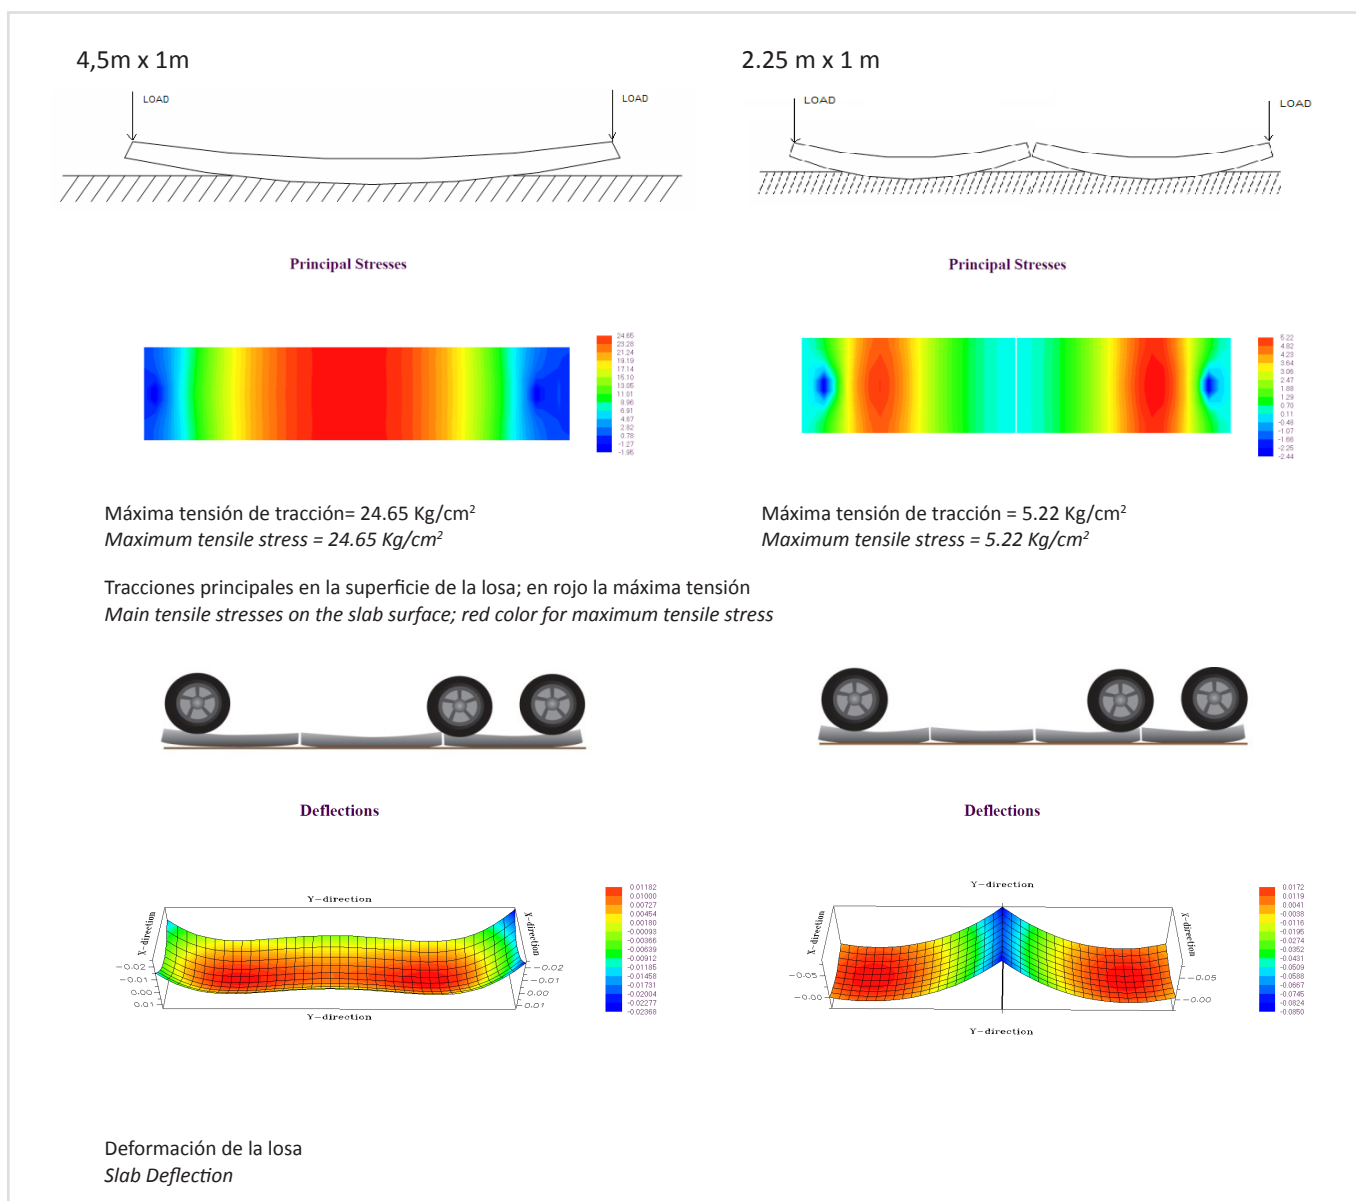 4,5m x 1m
2.25 m x 1 m
LOAD
LOAD
LOAD
LOAD
Principal Stresses
Principal Stresses
24.65
23.28
21.24
19.19
17.14
15.10
13.05
11.01
8.96
6.91
4.87
2.82
0.78
-1.27
-1.95
5.22
4.82
4.23
3.64
3.06
2.47
1.88
1.29
0.70
0.11
-0.48
-1.07
-1.66
-2.25
-2.44
Máxima tensión de tracción= 24.65 Kg/cm²
Maximum tensile stress = 24.65 Kg/cm²
Máxima tensión de tracción = 5.22 Kg/cm²
Maximum tensile stress = 5.22 Kg/cm²
Tracciones principales en la superficie de la losa; en rojo la máxima tensión
Main tensile stresses on the slab surface; red color for maximum tensile stress
Deflections
Deflections
Y-direction
X-direction
X-direction
-0.02
-0.01
0.00
0.01
-0.02
-0.01
0.00
0.01
Y-direction
0.01182
0.01000
0.00727
0.00454
0.00180
-0.00093
-0.00366
-0.00639
-0.00912
-0.01185
-0.01458
-0.01731
-0.02004
-0.02277
-0.02368
Y-direction
X-direction
X-direction
-0.05
-0.00
-0.05
-0.00
Y-direction
0.0172
0.0119
0.0041
-0.0038
-0.0116
-0.0195
-0.0274
-0.0352
-0.0431
-0.0509
-0.0588
-0.0667
-0.0745
-0.0824
-0.0850
Deformación de la losa
Slab Deflection